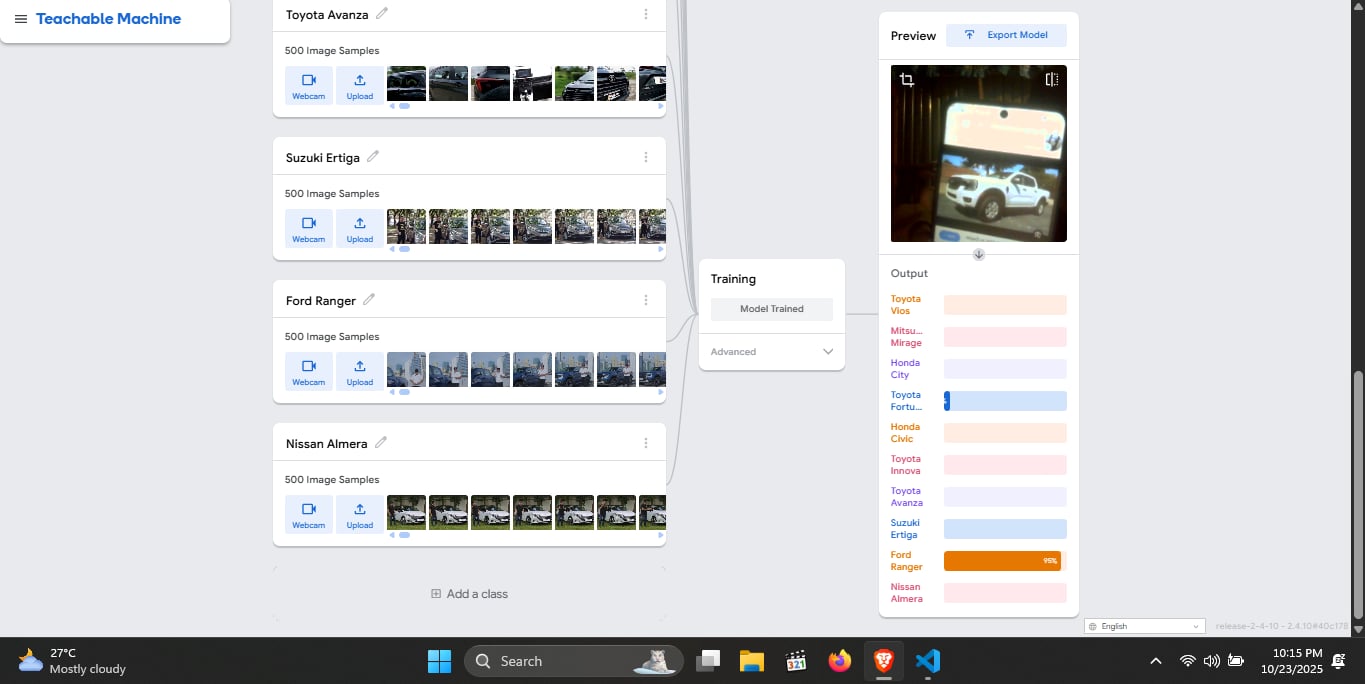 Teachable Machine
Toyota Avanza
500 Image Samples
Webcam
Upload
Suzuki Ertiga
500 Image Samples
Webcam
Upload
Ford Ranger
500 Image Samples
Webcam
Upload
Nissan Almera
500 Image Samples
Webcam
Upload
Add a class
Training
Model Trained
Advanced
Preview
Export Model
Output
Toyota
Vios
Mitsu...
Mirage
Honda
City
Toyota
Fortu...
Honda
Civic
Toyota
Innova
Toyota
Avanza
Suzuki
Ertiga
Ford
Ranger
95%
Nissan
Almera
English
release-2-4-10 - 2.4.10#40c178
27°C
Mostly cloudy
Search
321
10:15 PM
10/23/2025